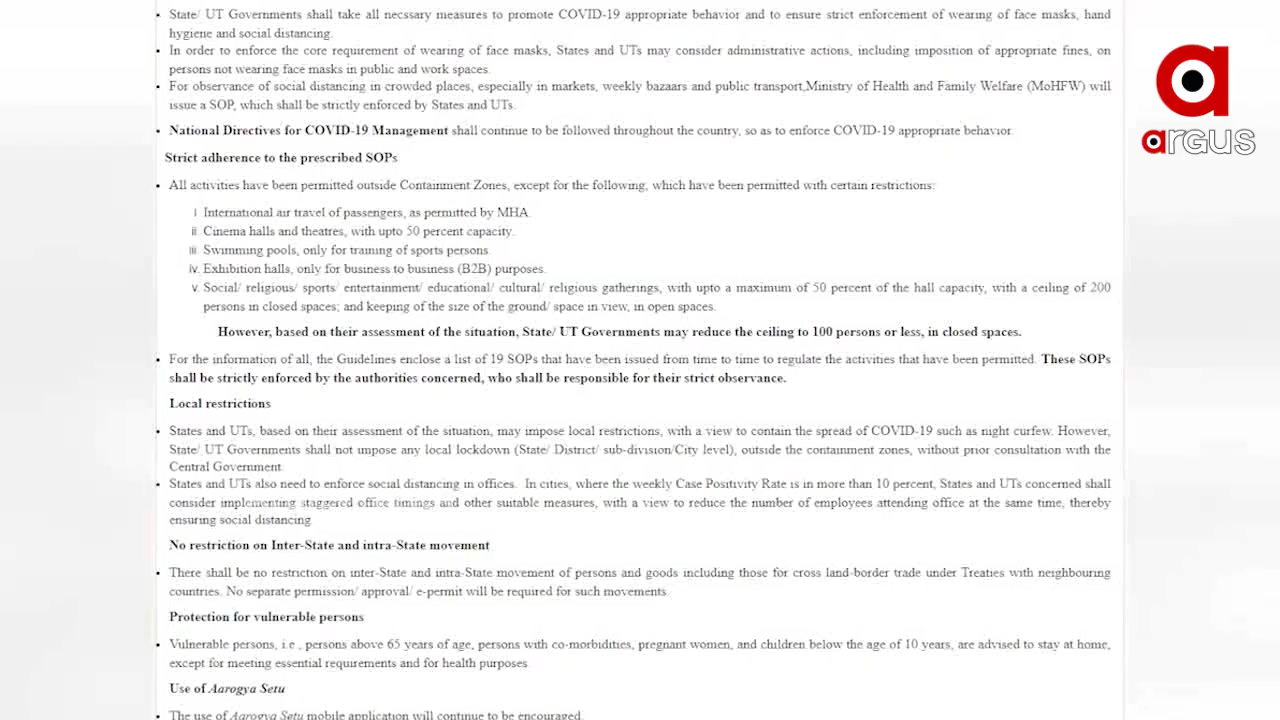 • State/ UT Governments shall take all necssary measures to promote COVID-19 appropriate behavior and to ensure strict enforcement of wearing of face masks, hand
hygiene and social distancing.
• In order to enforce the core requirement of wearing of face masks, States and UTs may consider administrative actions, including imposition of appropriate fines, on
persons not wearing face masks in public and work spaces.
• For observance of social distancing in crowded places, especially in markets, weekly bazaars and public transport,Ministry of Health and Family Welfare (MoHFW) will
issue a SOP, which shall be strictly enforced by States and UTs.
• National Directives for COVID-19 Management shall continue to be followed throughout the country, so as to enforce COVID-19 appropriate behavior.
Strict adherence to the prescribed SOPs
• All activities have been permitted outside Containment Zones, except for the following, which have been permitted with certain restrictions:
i. International air travel of passengers, as permitted by MHA.
ii. Cinema halls and theatres, with upto 50 percent capacity.
iii. Swimming pools, only for training of sports persons.
iv. Exhibition halls, only for business to business (B2B) purposes.
v. Social/ religious/ sports/ entertainment/ educational/ cultural/ religious gatherings, with upto a maximum of 50 percent of the hall capacity, with a ceiling of 200
persons in closed spaces; and keeping of the size of the ground/ space in view, in open spaces.
However, based on their assessment of the situation, State/ UT Governments may reduce the ceiling to 100 persons or less, in closed spaces.
• For the information of all, the Guidelines enclose a list of 19 SOPs that have been issued from time to time to regulate the activities that have been permitted. These SOPs
shall be strictly enforced by the authorities concerned, who shall be responsible for their strict observance.
Local restrictions
• States and UTs, based on their assessment of the situation, may impose local restrictions, with a view to contain the spread of COVID-19 such as night curfew. However,
State/ UT Governments shall not impose any local lockdown (State/ District/ sub-division/City level), outside the containment zones, without prior consultation with the
Central Government.
• States and UTs also need to enforce social distancing in offices. In cities, where the weekly Case Positivity Rate is in more than 10 percent, States and UTs concerned shall
consider implementing staggered office timings and other suitable measures, with a view to reduce the number of employees attending office at the same time, thereby
ensuring social distancing.
No restriction on Inter-State and intra-State movement
• There shall be no restriction on inter-State and intra-State movement of persons and goods including those for cross land-border trade under Treaties with neighbouring
countries. No separate permission/ approval/ e-permit will be required for such movements.
Protection for vulnerable persons
• Vulnerable persons, i.e., persons above 65 years of age, persons with co-morbidities, pregnant women, and children below the age of 10 years, are advised to stay at home,
except for meeting essential requirements and for health purposes.
Use of Aarogya Setu
• The use of Aarogya Setu mobile application will continue to be encouraged.
a
argus